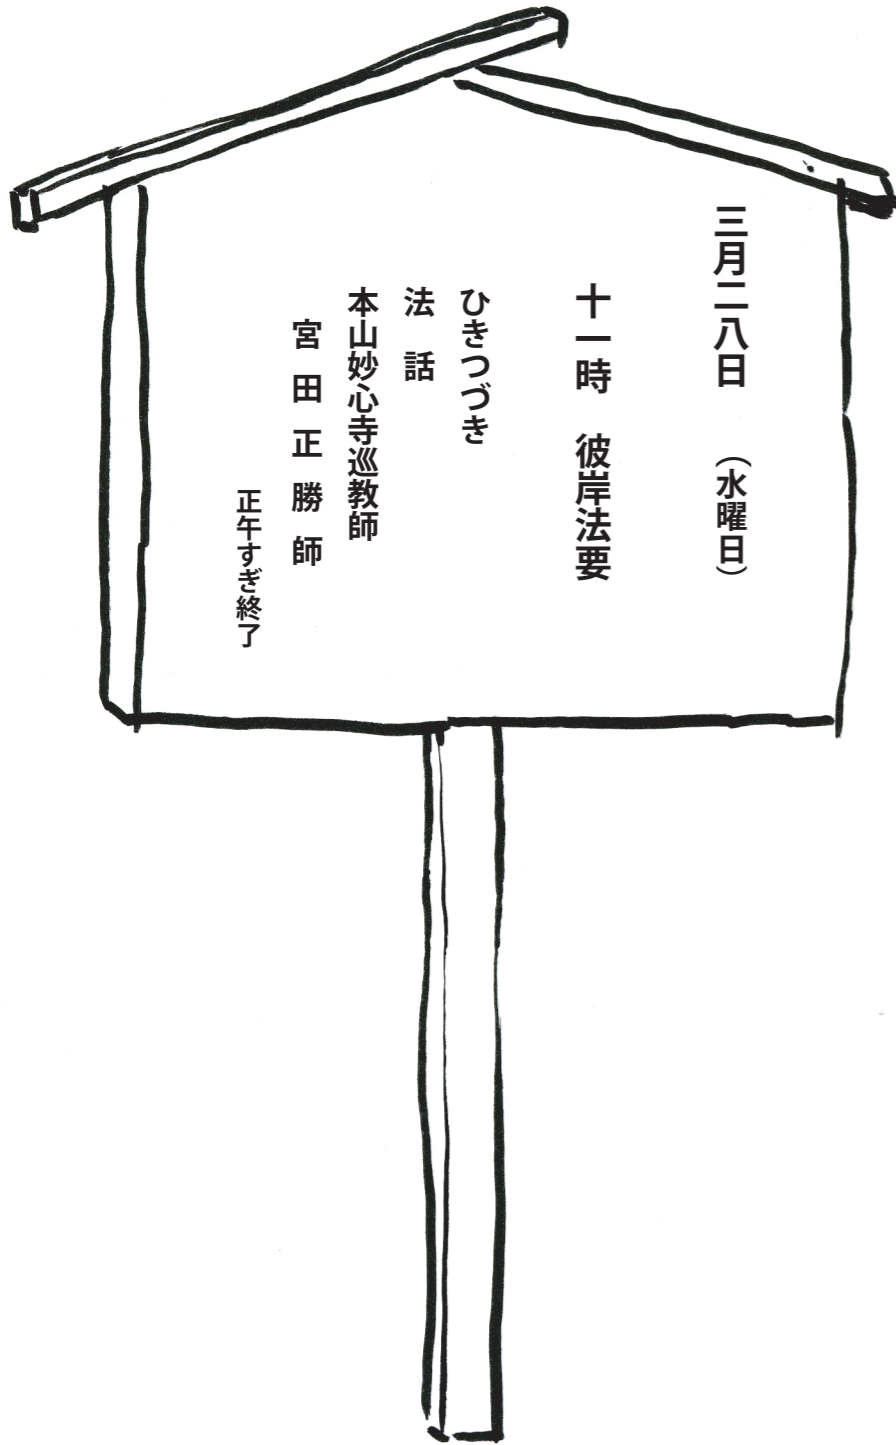 三月二八日　（水曜日）
十一時　彼岸法要
ひきつづき
法　話
本山妙心寺巡教師
宮　田　正　勝　師
正午すぎ終了